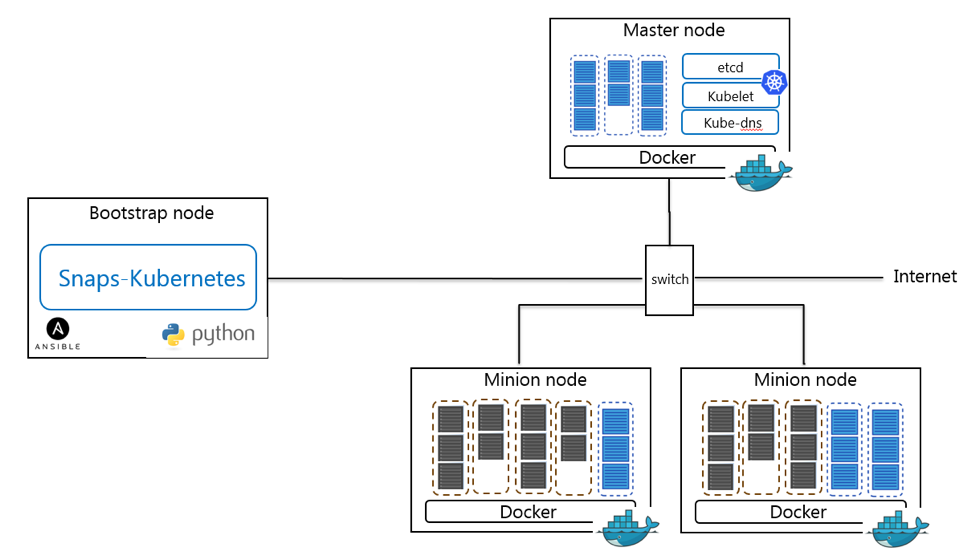 Master node
etcd
Kubelet
Kube-dns
Docker
Bootstrap node
Snaps-Kubernetes
A
ANSIBLE
python
switch
Internet
Minion node
Docker
Minion node
Docker